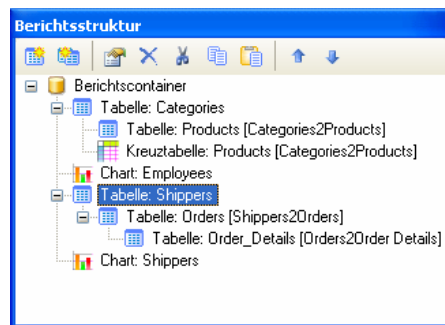 Berichtsstruktur
Berichtscontainer
Tabelle: Categories
Tabelle: Products [Categories2Products]
Kreuztabelle: Products [Categories2Products]
Chart: Employees
Tabelle: Shippers
Tabelle: Orders [Shippers2Orders]
Tabelle: Order_Details [Orders2Order Details]
Chart: Shippers